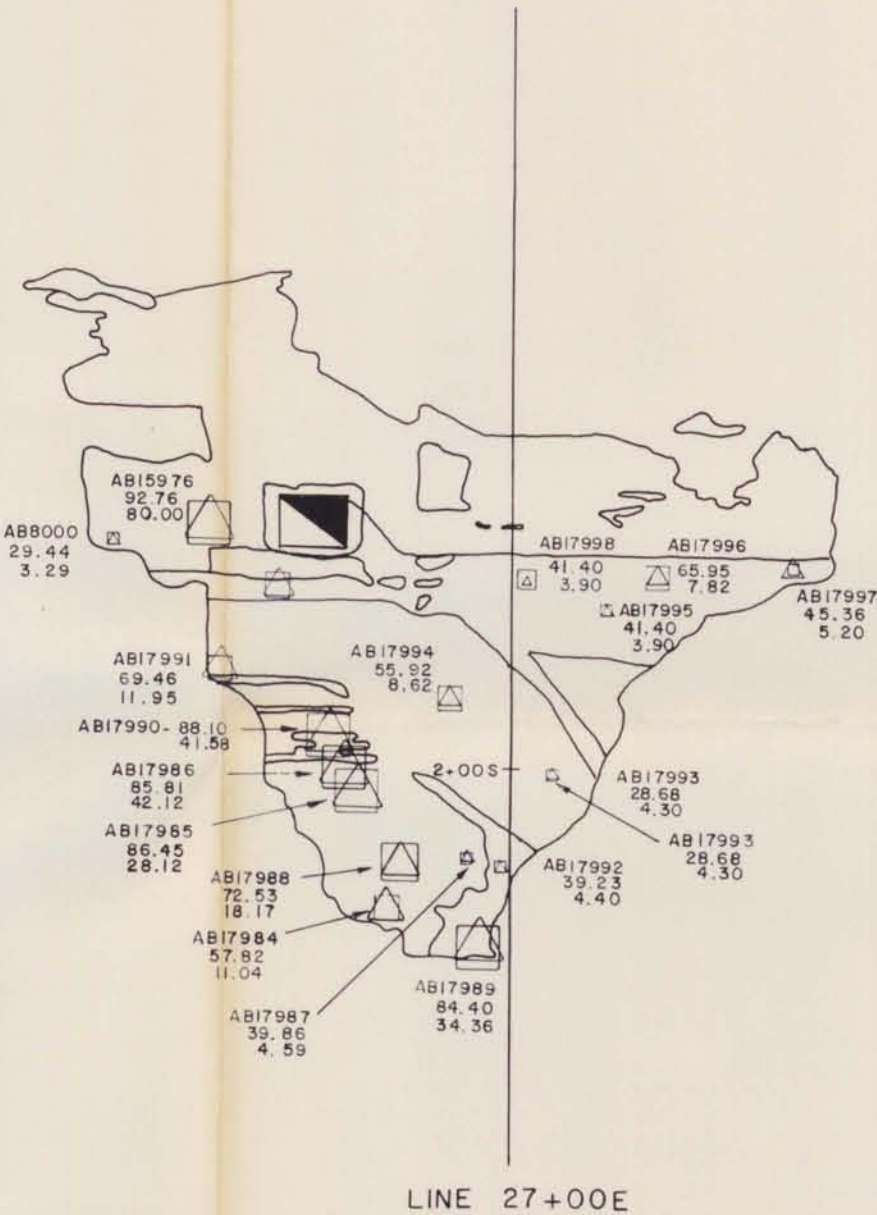 AB15976
92.76
80.00
AB8000
29.44
3.29
AB17998
41.40
3.90
AB17996
65.95
7.82
AB17997
45.36
5.20
AB17995
41.40
3.90
AB17994
55.92
8.62
AB17991
69.46
11.95
AB17990- 88.10
41.58
AB17986
85.81
42.12
AB17985
86.45
28.12
2+00S
AB17993
28.68
4.30
AB17993
28.68
4.30
AB17992
39.23
4.40
AB17988
72.53
18.17
AB17984
57.82
11.04
AB17987
39.86
4.59
AB17989
84.40
34.36
LINE 27+00E